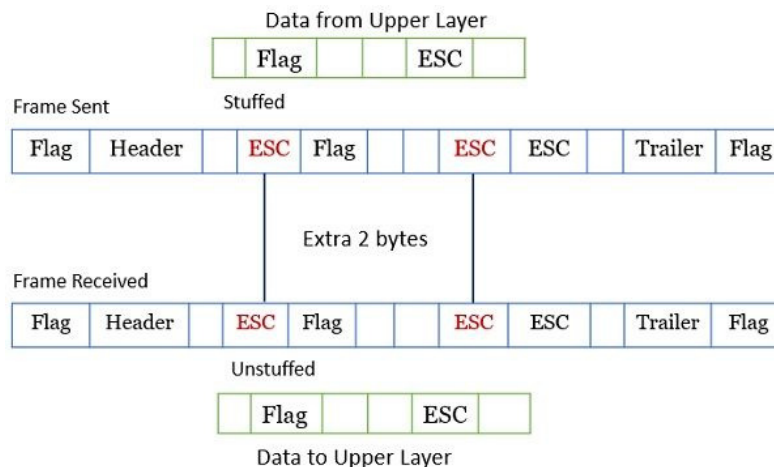 Data from Upper Layer
Flag ESC
Stuffed
Frame Sent
Flag Header ESC Flag ESC ESC Trailer Flag
Extra 2 bytes
Frame Received
Flag Header ESC Flag ESC ESC Trailer Flag
Unstuffed
Flag ESC
Data to Upper Layer